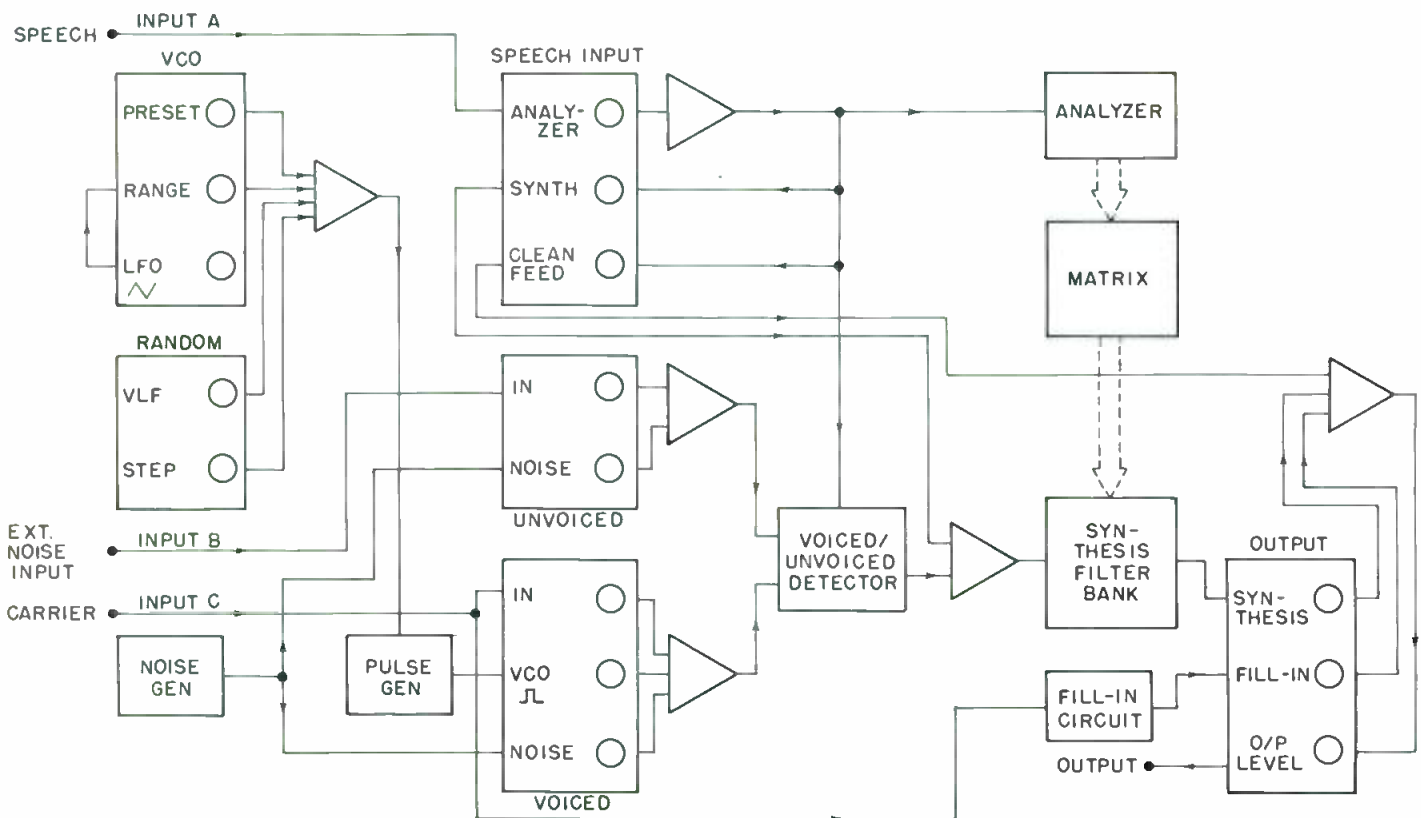 SPEECH
INPUT A
VCO
PRESET
RANGE
LFO
RANDOM
VLF
STEP
EXT.
NOISE
INPUT
INPUT B
CARRIER
INPUT C
NOISE
GEN
PULSE
GEN
SPEECH INPUT
ANALY-
ZER
SYNTH
CLEAN
FEED
IN
NOISE
UNVOICED
IN
VCO
NOISE
VOICED
VOICED/
UNVOICED
DETECTOR
ANALYZER
MATRIX
SYN-
THESIS
FILTER
BANK
FILL-IN
CIRCUIT
OUTPUT
OUTPUT
SYN-
THESIS
FILL-IN
O/P
LEVEL